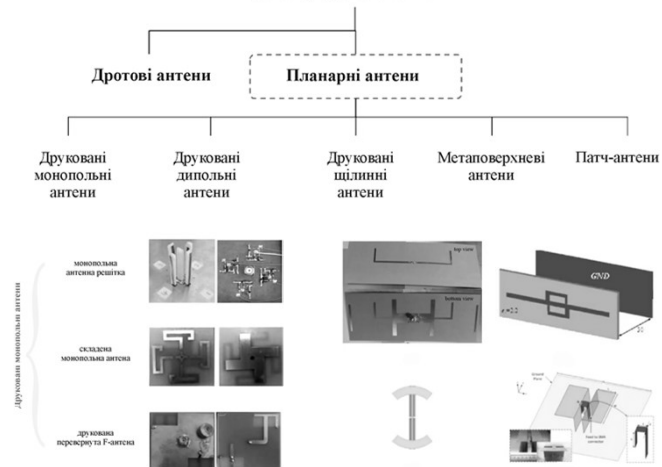 Дротові антени
Планарні антени
Друковані
монопольні
антени
Друковані
дипольні
антени
Друковані
щілинні
антени
Метаповерхневі
антени
Патч-антени
Друковані монопольні антени
монопольна
антенна решітка
складена
монопольна антена
друкована
перевернута F-антена
top view
bottom view
GND